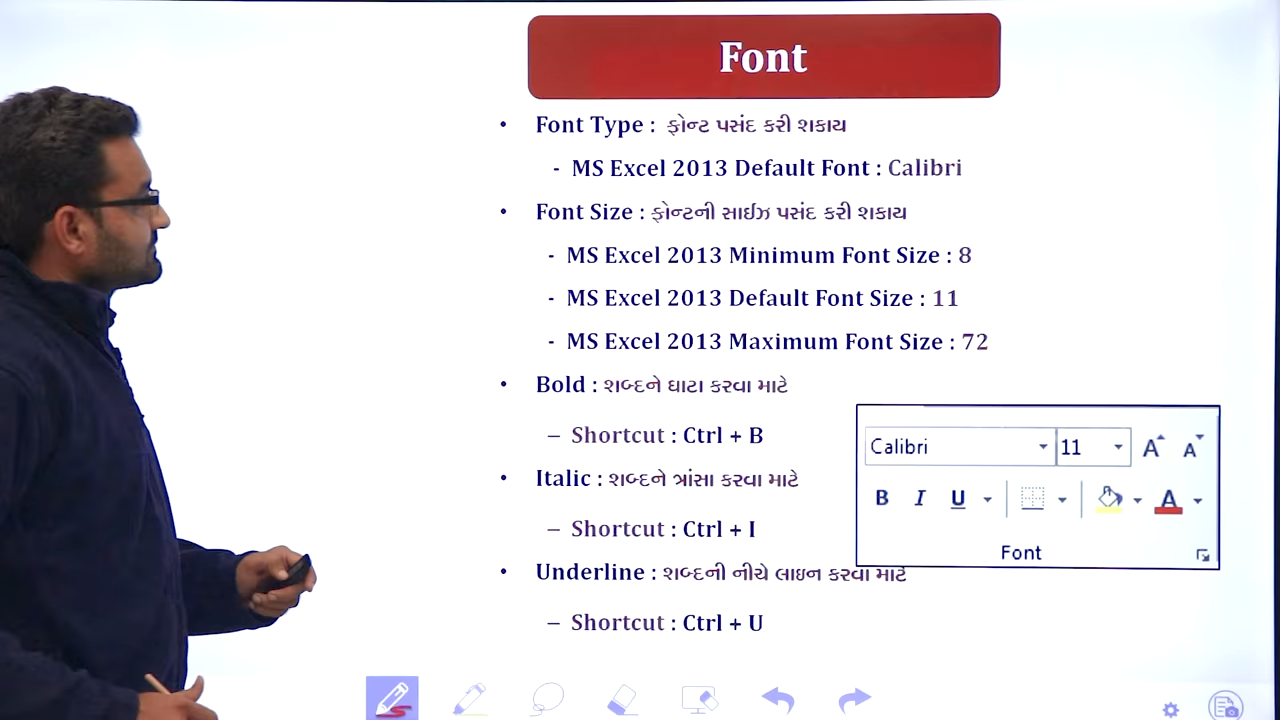 Font
• Font Type : ફોન્ટ પસંદ કરી શકાય
- MS Excel 2013 Default Font : Calibri
• Font Size : ફોન્ટની સાઈઝ પસંદ કરી શકાય
- MS Excel 2013 Minimum Font Size : 8
- MS Excel 2013 Default Font Size : 11
- MS Excel 2013 Maximum Font Size : 72
• Bold : શબ્દને ઘાટા કરવા માટે
– Shortcut : Ctrl + B
• Italic : શબ્દને ત્રાંસા કરવા માટે
– Shortcut : Ctrl + I
• Underline : શબ્દની નીચે લાઇન કરવા માટે
– Shortcut : Ctrl + U
Calibri 11 A A
B I U A
Font